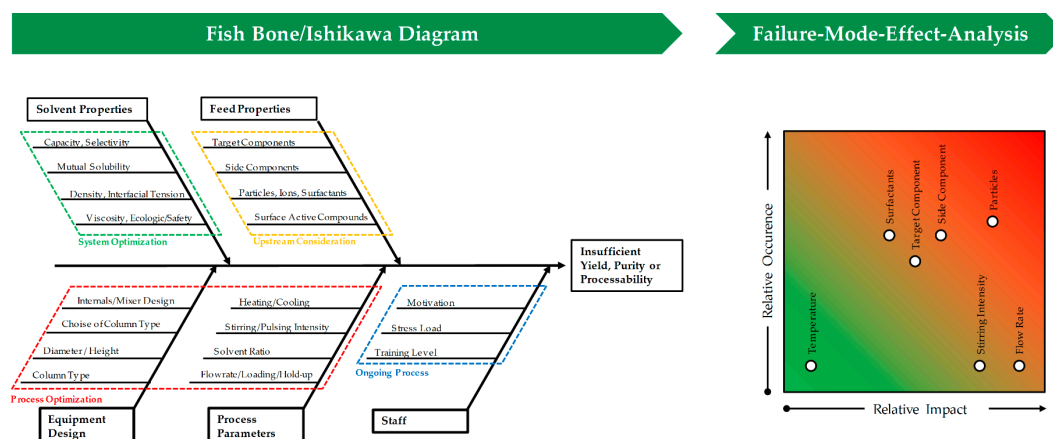 Fish Bone/Ishikawa Diagram
Failure-Mode-Effect-Analysis
Solvent Properties
Feed Properties
Capacity, Selectivity
Mutual Solubility
Density, Interfacial Tension
Viscosity, Ecologic/Safety
System Optimization
Target Components
Side Components
Particles, Ions, Surfactants
Surface Active Compounds
Upstream Consideration
Insufficient
Yield, Purity or
Processability
Internals/Mixer Design
Choise of Column Type
Diameter / Height
Column Type
Process Optimization
Heating/Cooling
Stirring/Pulsing Intensity
Solvent Ratio
Flowrate/Loading/Hold-up
Motivation
Stress Load
Training Level
Ongoing Process
Equipment
Design
Process
Parameters
Staff
Relative Occurence
Temperature
Surfactants
Target Component
Side Component
Particles
Stirring Intensity
Flow Rate
Relative Impact